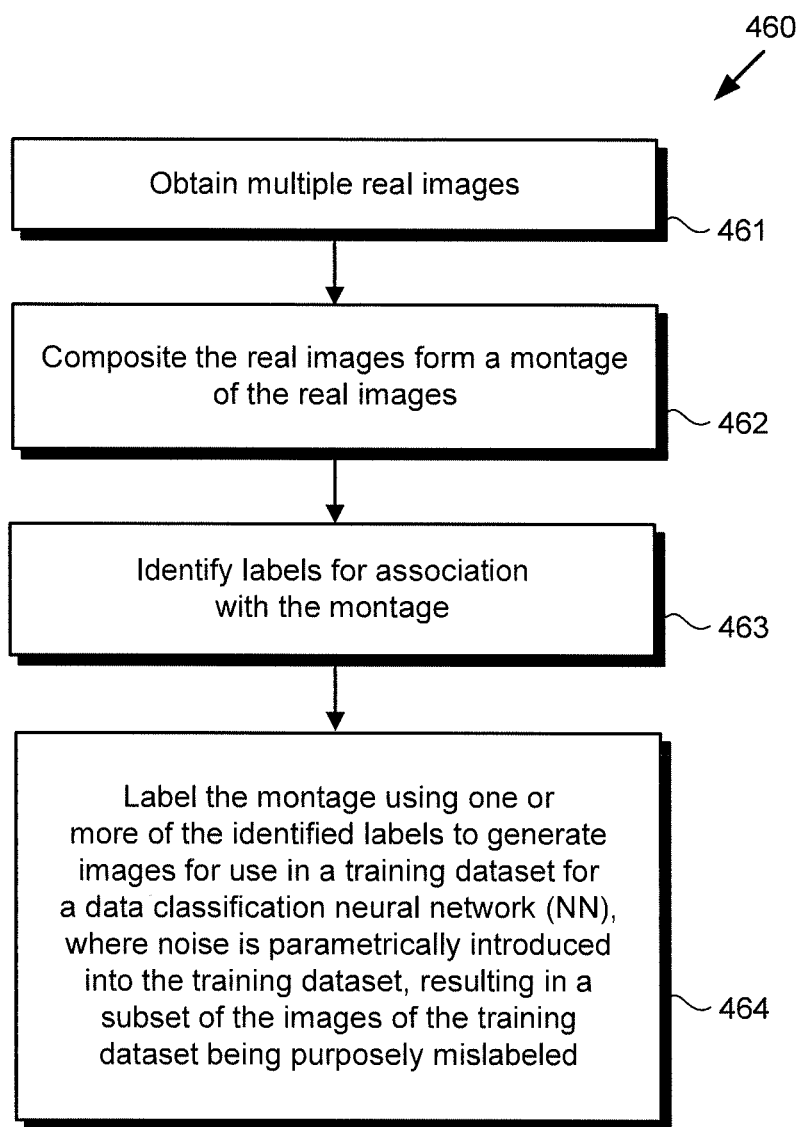 460
Obtain multiple real images
461
Composite the real images form a montage
of the real images
462
Identify labels for association
with the montage
463
Label the montage using one or
more of the identified labels to generate
images for use in a training dataset for
a data classification neural network (NN),
where noise is parametrically introduced
into the training dataset, resulting in a
subset of the images of the training
dataset being purposely mislabeled
464